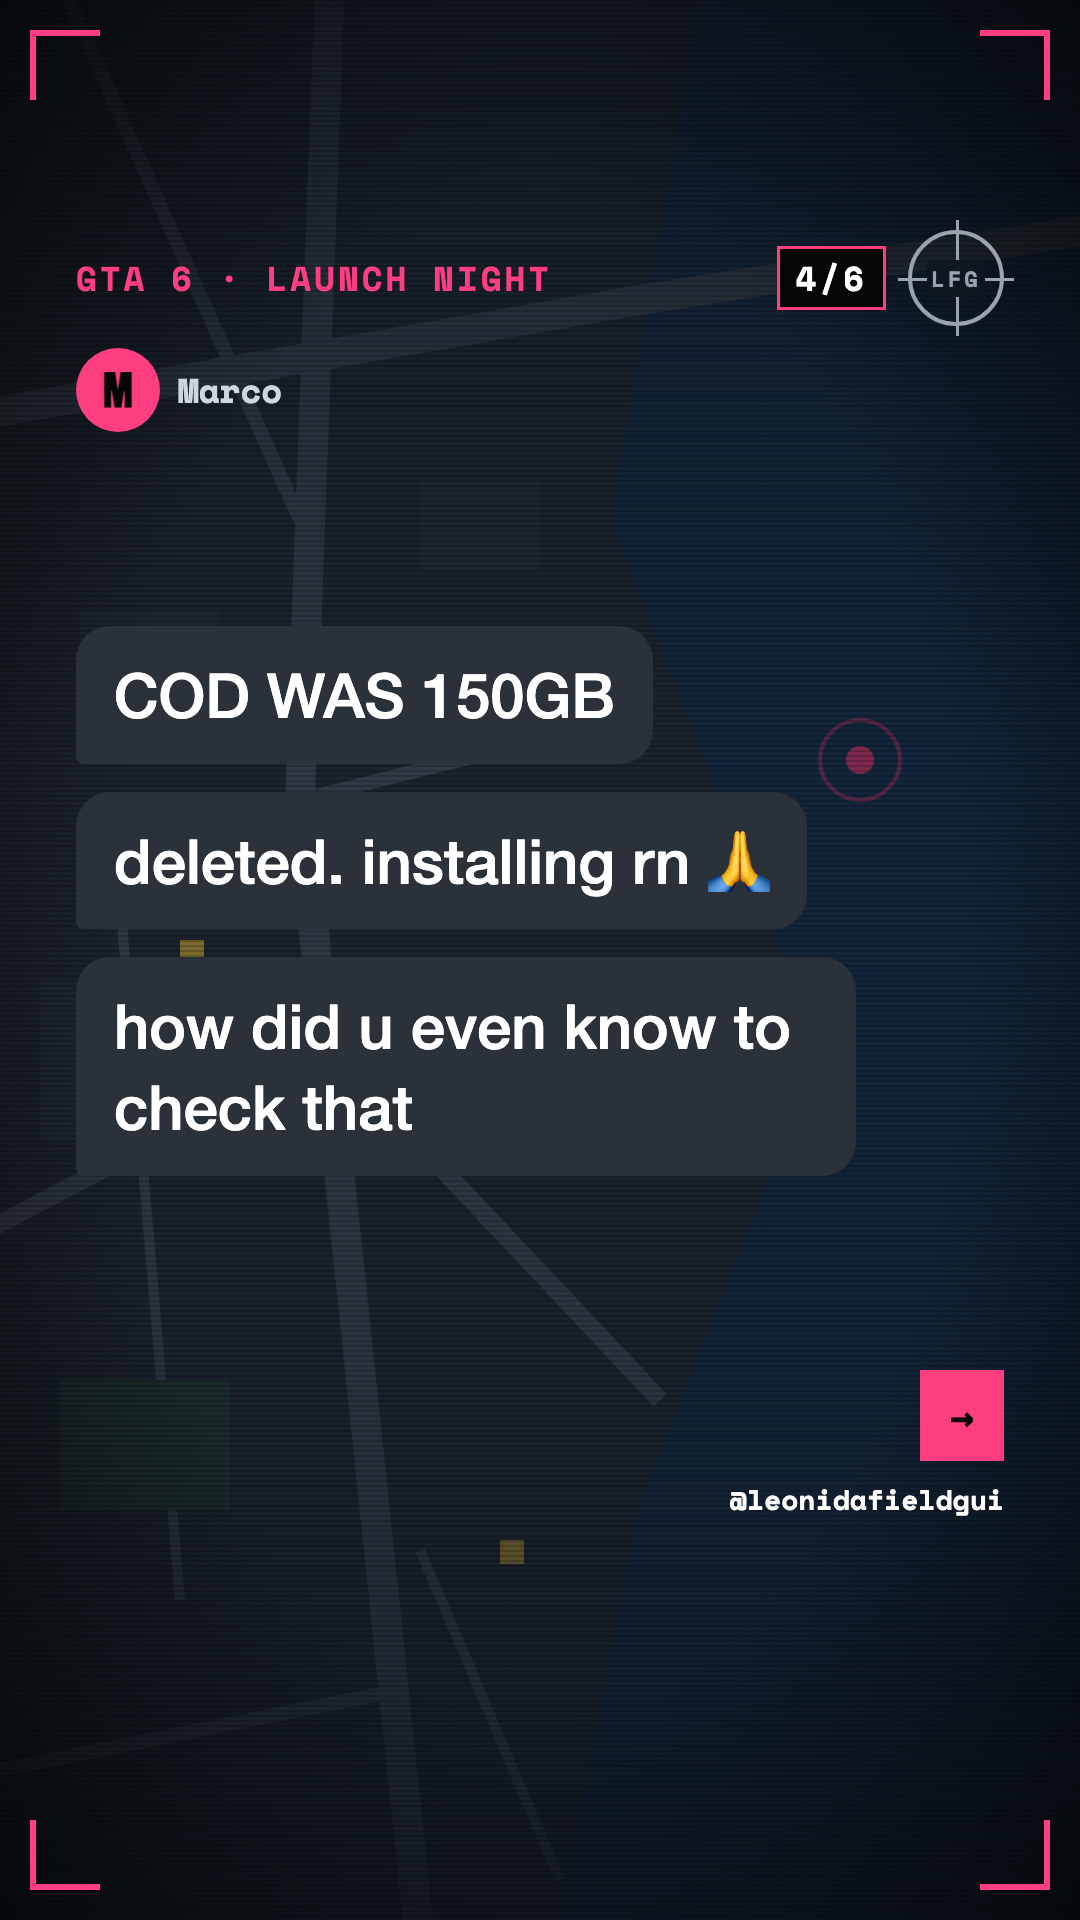 GTA 6 · LAUNCH NIGHT
4/6
LFG
M
Marco
COD WAS 150GB
deleted. installing rn 🙏
how did u even know to
check that
→
@leonidafieldgui